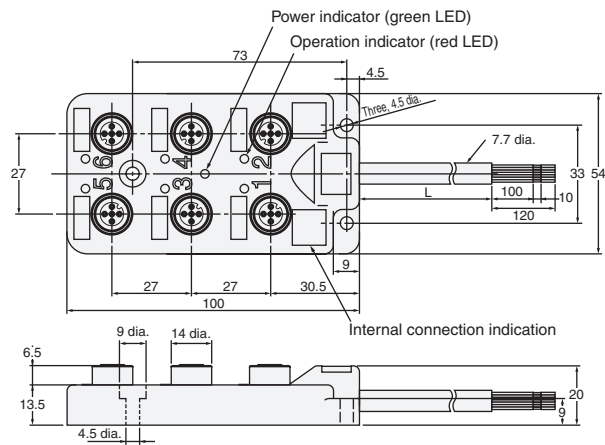 Power indicator (green LED)
Operation indicator (red LED)
73
4.5
Three, 4.5 dia.
7.7 dia.
27
6
4
2
5
3
1
L
33
54
100
10
120
9
27
27
30.5
100
Internal connection indication
9 dia.
14 dia.
6.5
13.5
4.5 dia.
20
9